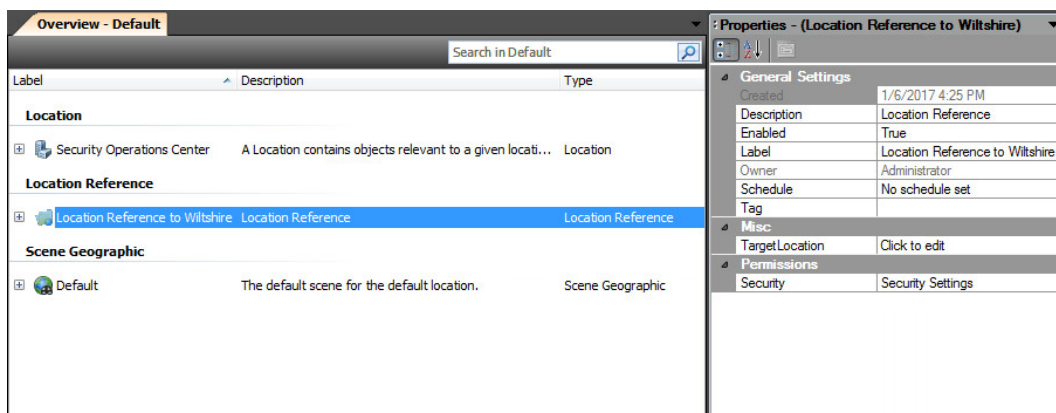 Overview - Default
Search in Default
Label Description Type
Location
Security Operations Center A Location contains objects relevant to a given locati... Location
Location Reference
Location Reference to Wiltshire Location Reference Location Reference
Scene Geographic
Default The default scene for the default location. Scene Geographic
Properties - (Location Reference to Wiltshire)
General Settings
Created 1/6/2017 4:25 PM
Description Location Reference
Enabled True
Label Location Reference to Wiltshire
Owner Administrator
Schedule No schedule set
Tag
Misc
TargetLocation Click to edit
Permissions
Security Security Settings